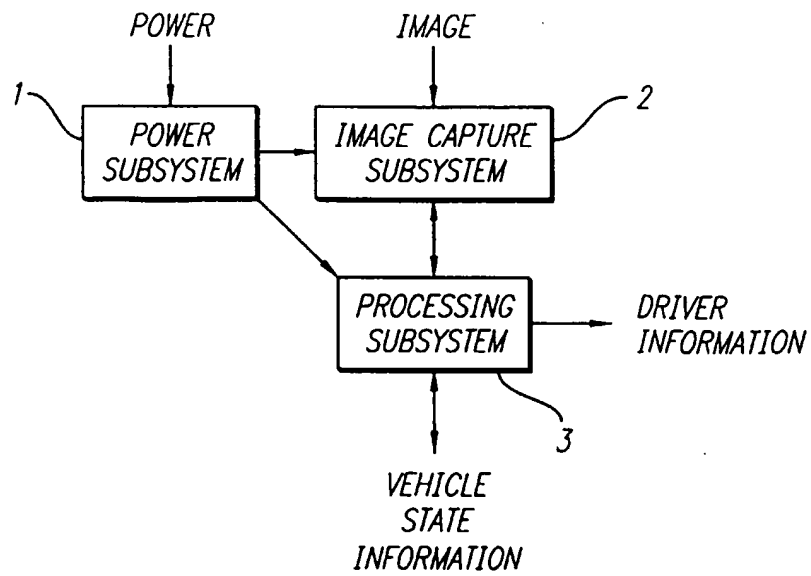 POWER
IMAGE
1
POWER
SUBSYSTEM
IMAGE CAPTURE
SUBSYSTEM
2
PROCESSING
SUBSYSTEM
DRIVER
INFORMATION
3
VEHICLE
STATE
INFORMATION